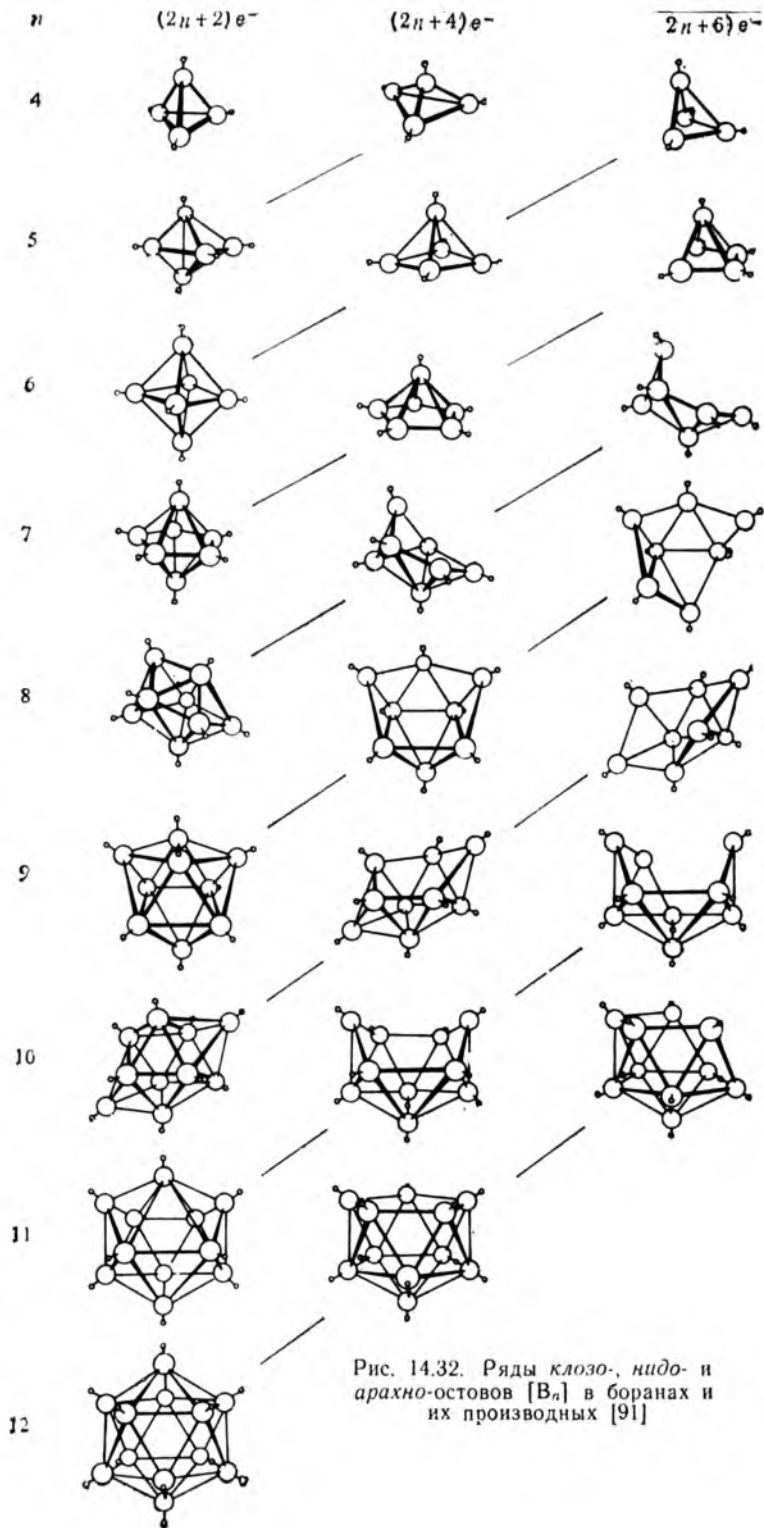 n (2n+2)e⁻ (2n+4)e⁻ 2n+6)e⁻
4
5
6
7
8
9
10
11
12
Рис. 14.32. Ряды клозо-, нидо- и
арахно-остовов [Bₙ] в боранах и
их производных [91]